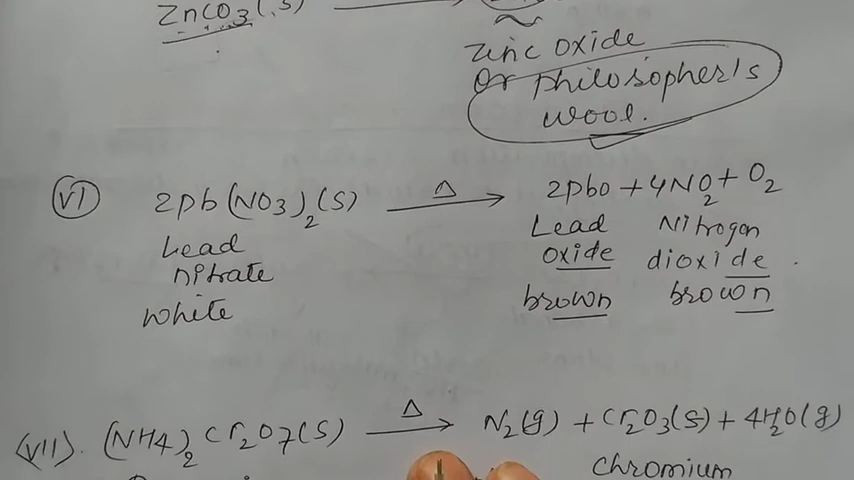 ZnCO3(s)
Zinc oxide
Or philosopher's
wool.
(VI) 2pb(NO3)2(s) Δ→ 2pbo + 4NO2 + O2
Lead Lead Nitrogen
nitrate oxide dioxide.
white brown brown
(VII). (NH4)2Cr2O7(s) Δ→ N2(g) + Cr2O3(s) + 4H2O(g)
chromium